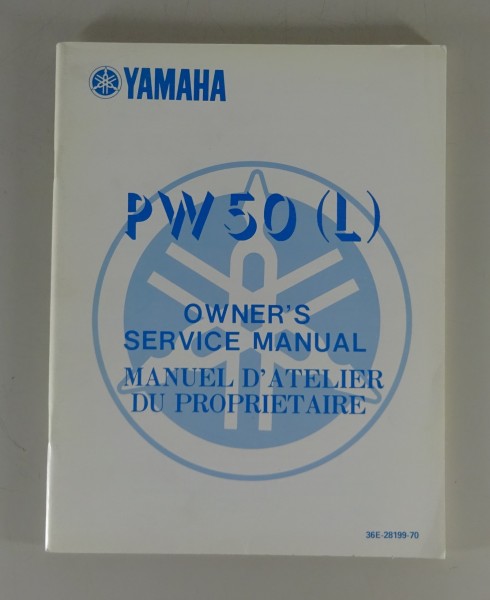 YAMAHA
PW50 (L)
OWNER'S
SERVICE MANUAL
MANUEL D'ATELIER
DU PROPRIETAIRE
36E-28199-70